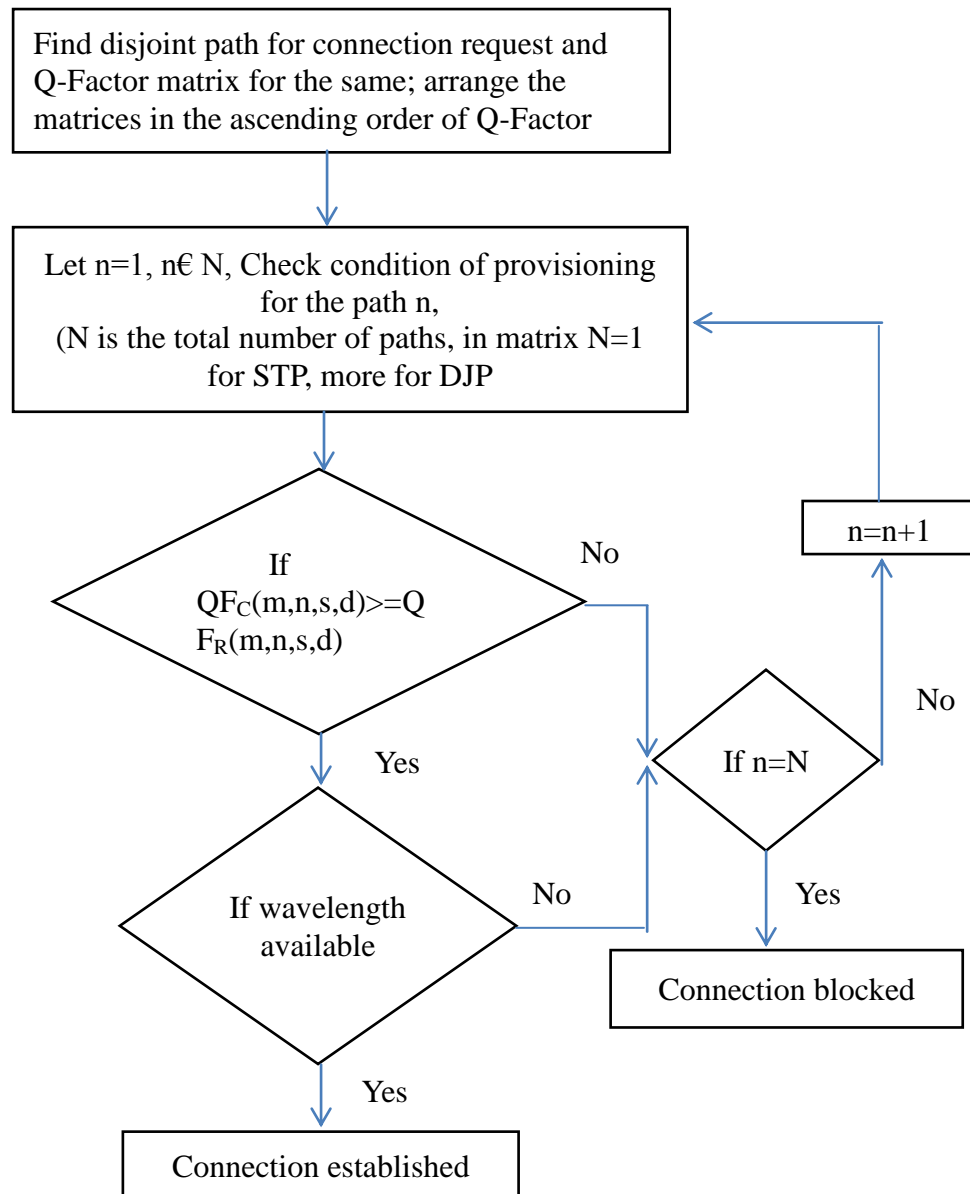 Find disjoint path for connection request and
Q-Factor matrix for the same; arrange the
matrices in the ascending order of Q-Factor
Let n=1, n€ N, Check condition of provisioning
for the path n,
(N is the total number of paths, in matrix N=1
for STP, more for DJP
n=n+1
If
QFC(m,n,s,d)>=Q
FR(m,n,s,d)
No
If n=N
No
Yes
If wavelength
available
No
Yes
Connection blocked
Yes
Connection established